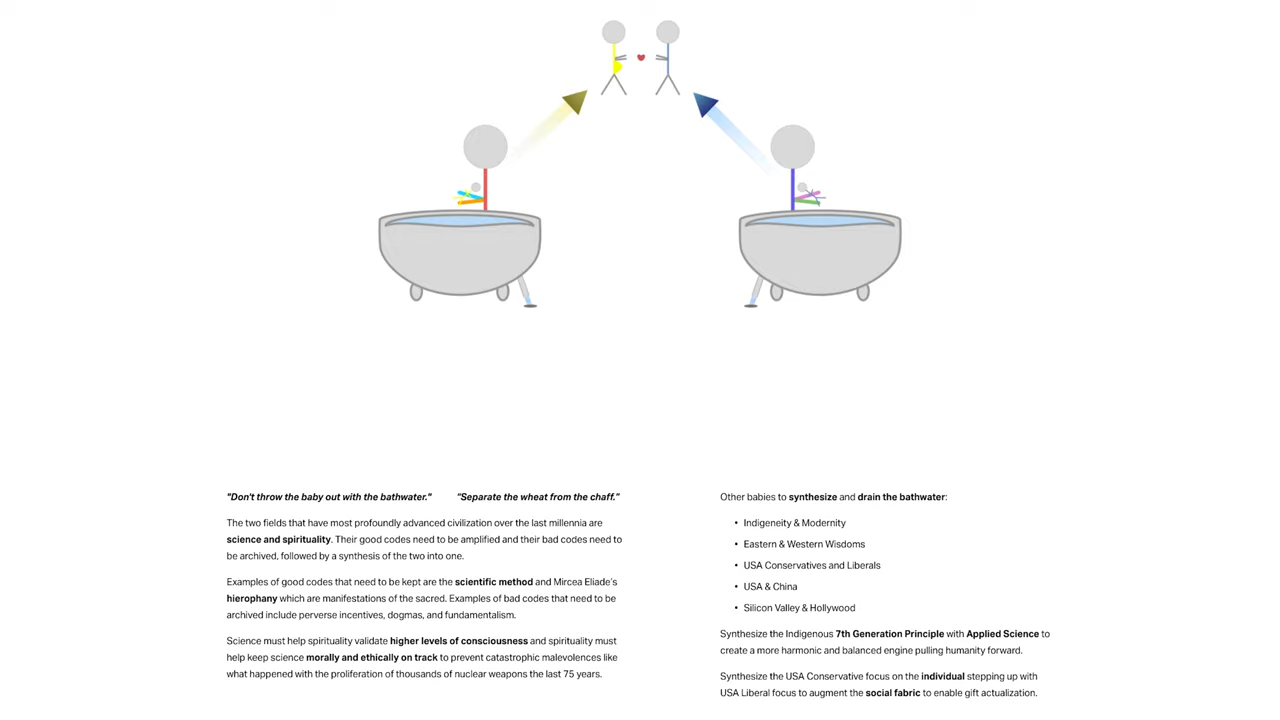 "Don't throw the baby out with the bathwater." "Separate the wheat from the chaff."
The two fields that have most profoundly advanced civilization over the last millennia are
science and spirituality. Their good codes need to be amplified and their bad codes need to
be archived, followed by a synthesis of the two into one.
Examples of good codes that need to be kept are the scientific method and Mircea Eliade's
hierophany which are manifestations of the sacred. Examples of bad codes that need to be
archived include perverse incentives, dogmas, and fundamentalism.
Science must help spirituality validate higher levels of consciousness and spirituality must
help keep science morally and ethically on track to prevent catastrophic malevolences like
what happened with the proliferation of thousands of nuclear weapons the last 75 years.
Other babies to synthesize and drain the bathwater:
• Indigeneity & Modernity
• Eastern & Western Wisdoms
• USA Conservatives and Liberals
• USA & China
• Silicon Valley & Hollywood
Synthesize the Indigenous 7th Generation Principle with Applied Science to
create a more harmonic and balanced engine pulling humanity forward.
Synthesize the USA Conservative focus on the individual stepping up with
USA Liberal focus to augment the social fabric to enable gift actualization.